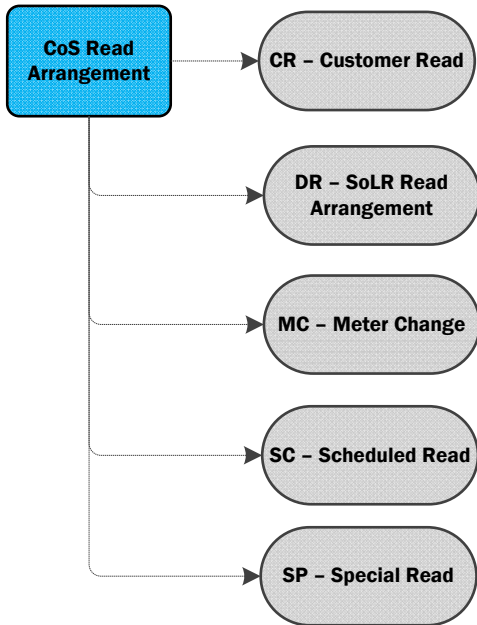 CoS Read
Arrangement
CR – Customer Read
DR – SoLR Read
Arrangement
MC – Meter Change
SC – Scheduled Read
SP – Special Read